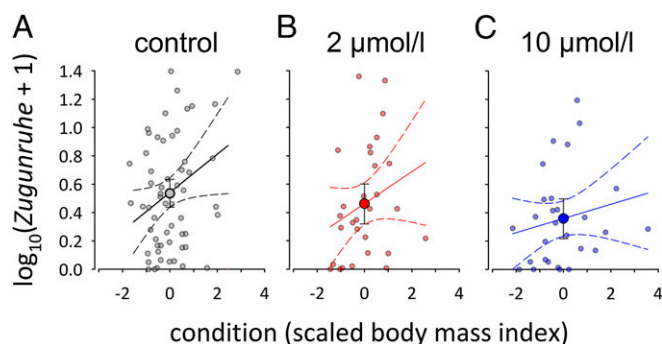 A control B 2 µmol/l C 10 µmol/l
log₁₀(Zugunruhe + 1)
1.4
1.2
1.0
0.8
0.6
0.4
0.2
0.0
-2 0 2 4 -2 0 2 4 -2 0 2 4
condition (scaled body mass index)